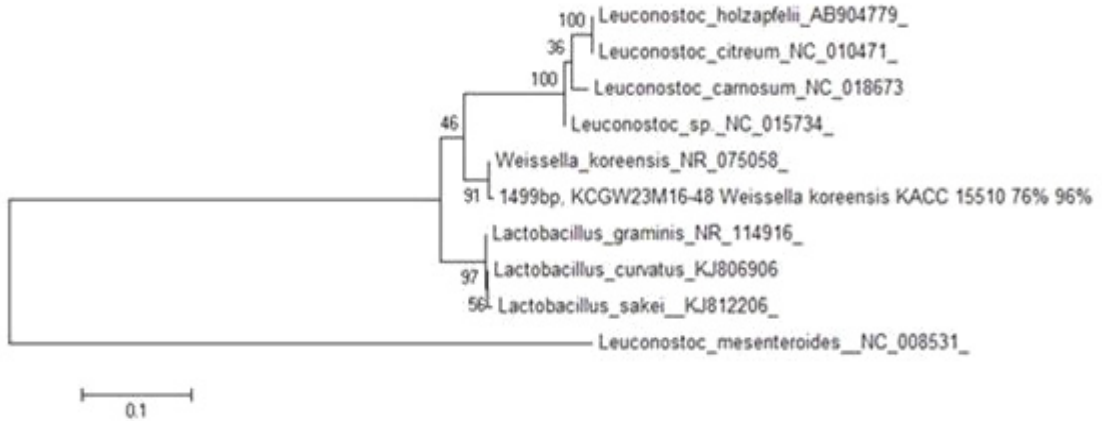 100 Leuconostoc_holzapfelii_AB904779_
36 Leuconostoc_citreum_NC_010471_
100 Leuconostoc_carnosum_NC_018673
Leuconostoc_sp._NC_015734_
46
Weissella_koreensis_NR_075058_
91 1499bp, KCGW23M16-48 Weissella koreensis KACC 15510 76% 96%
Lactobacillus_graminis_NR_114916_
97 Lactobacillus_curvatus_KJ806906
56 Lactobacillus_sakei__KJ812206_
Leuconostoc_mesenteroides__NC_008531_
0.1